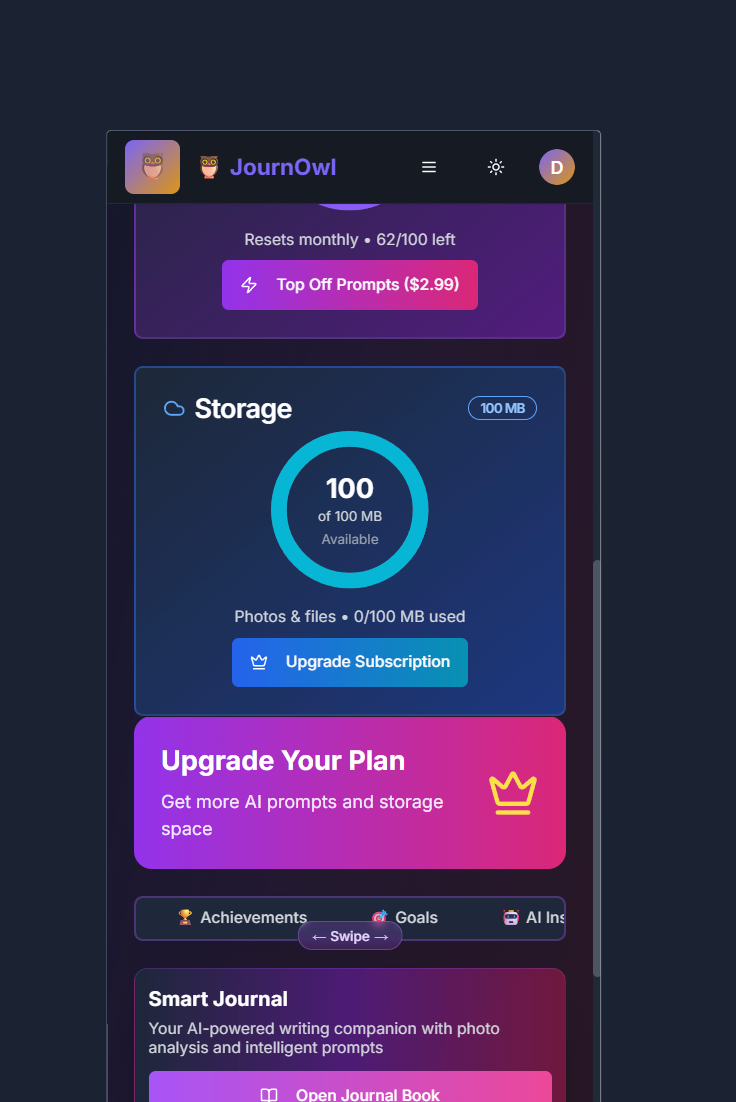 JournOwl
D
Resets monthly • 62/100 left
Top Off Prompts ($2.99)
Storage
100 MB
100
of 100 MB
Available
Photos & files • 0/100 MB used
Upgrade Subscription
Upgrade Your Plan
Get more AI prompts and storage
space
🏆 Achievements 🎯 Goals 🤖 AI Ins
← Swipe →
Smart Journal
Your AI-powered writing companion with photo
analysis and intelligent prompts
Open Journal Book